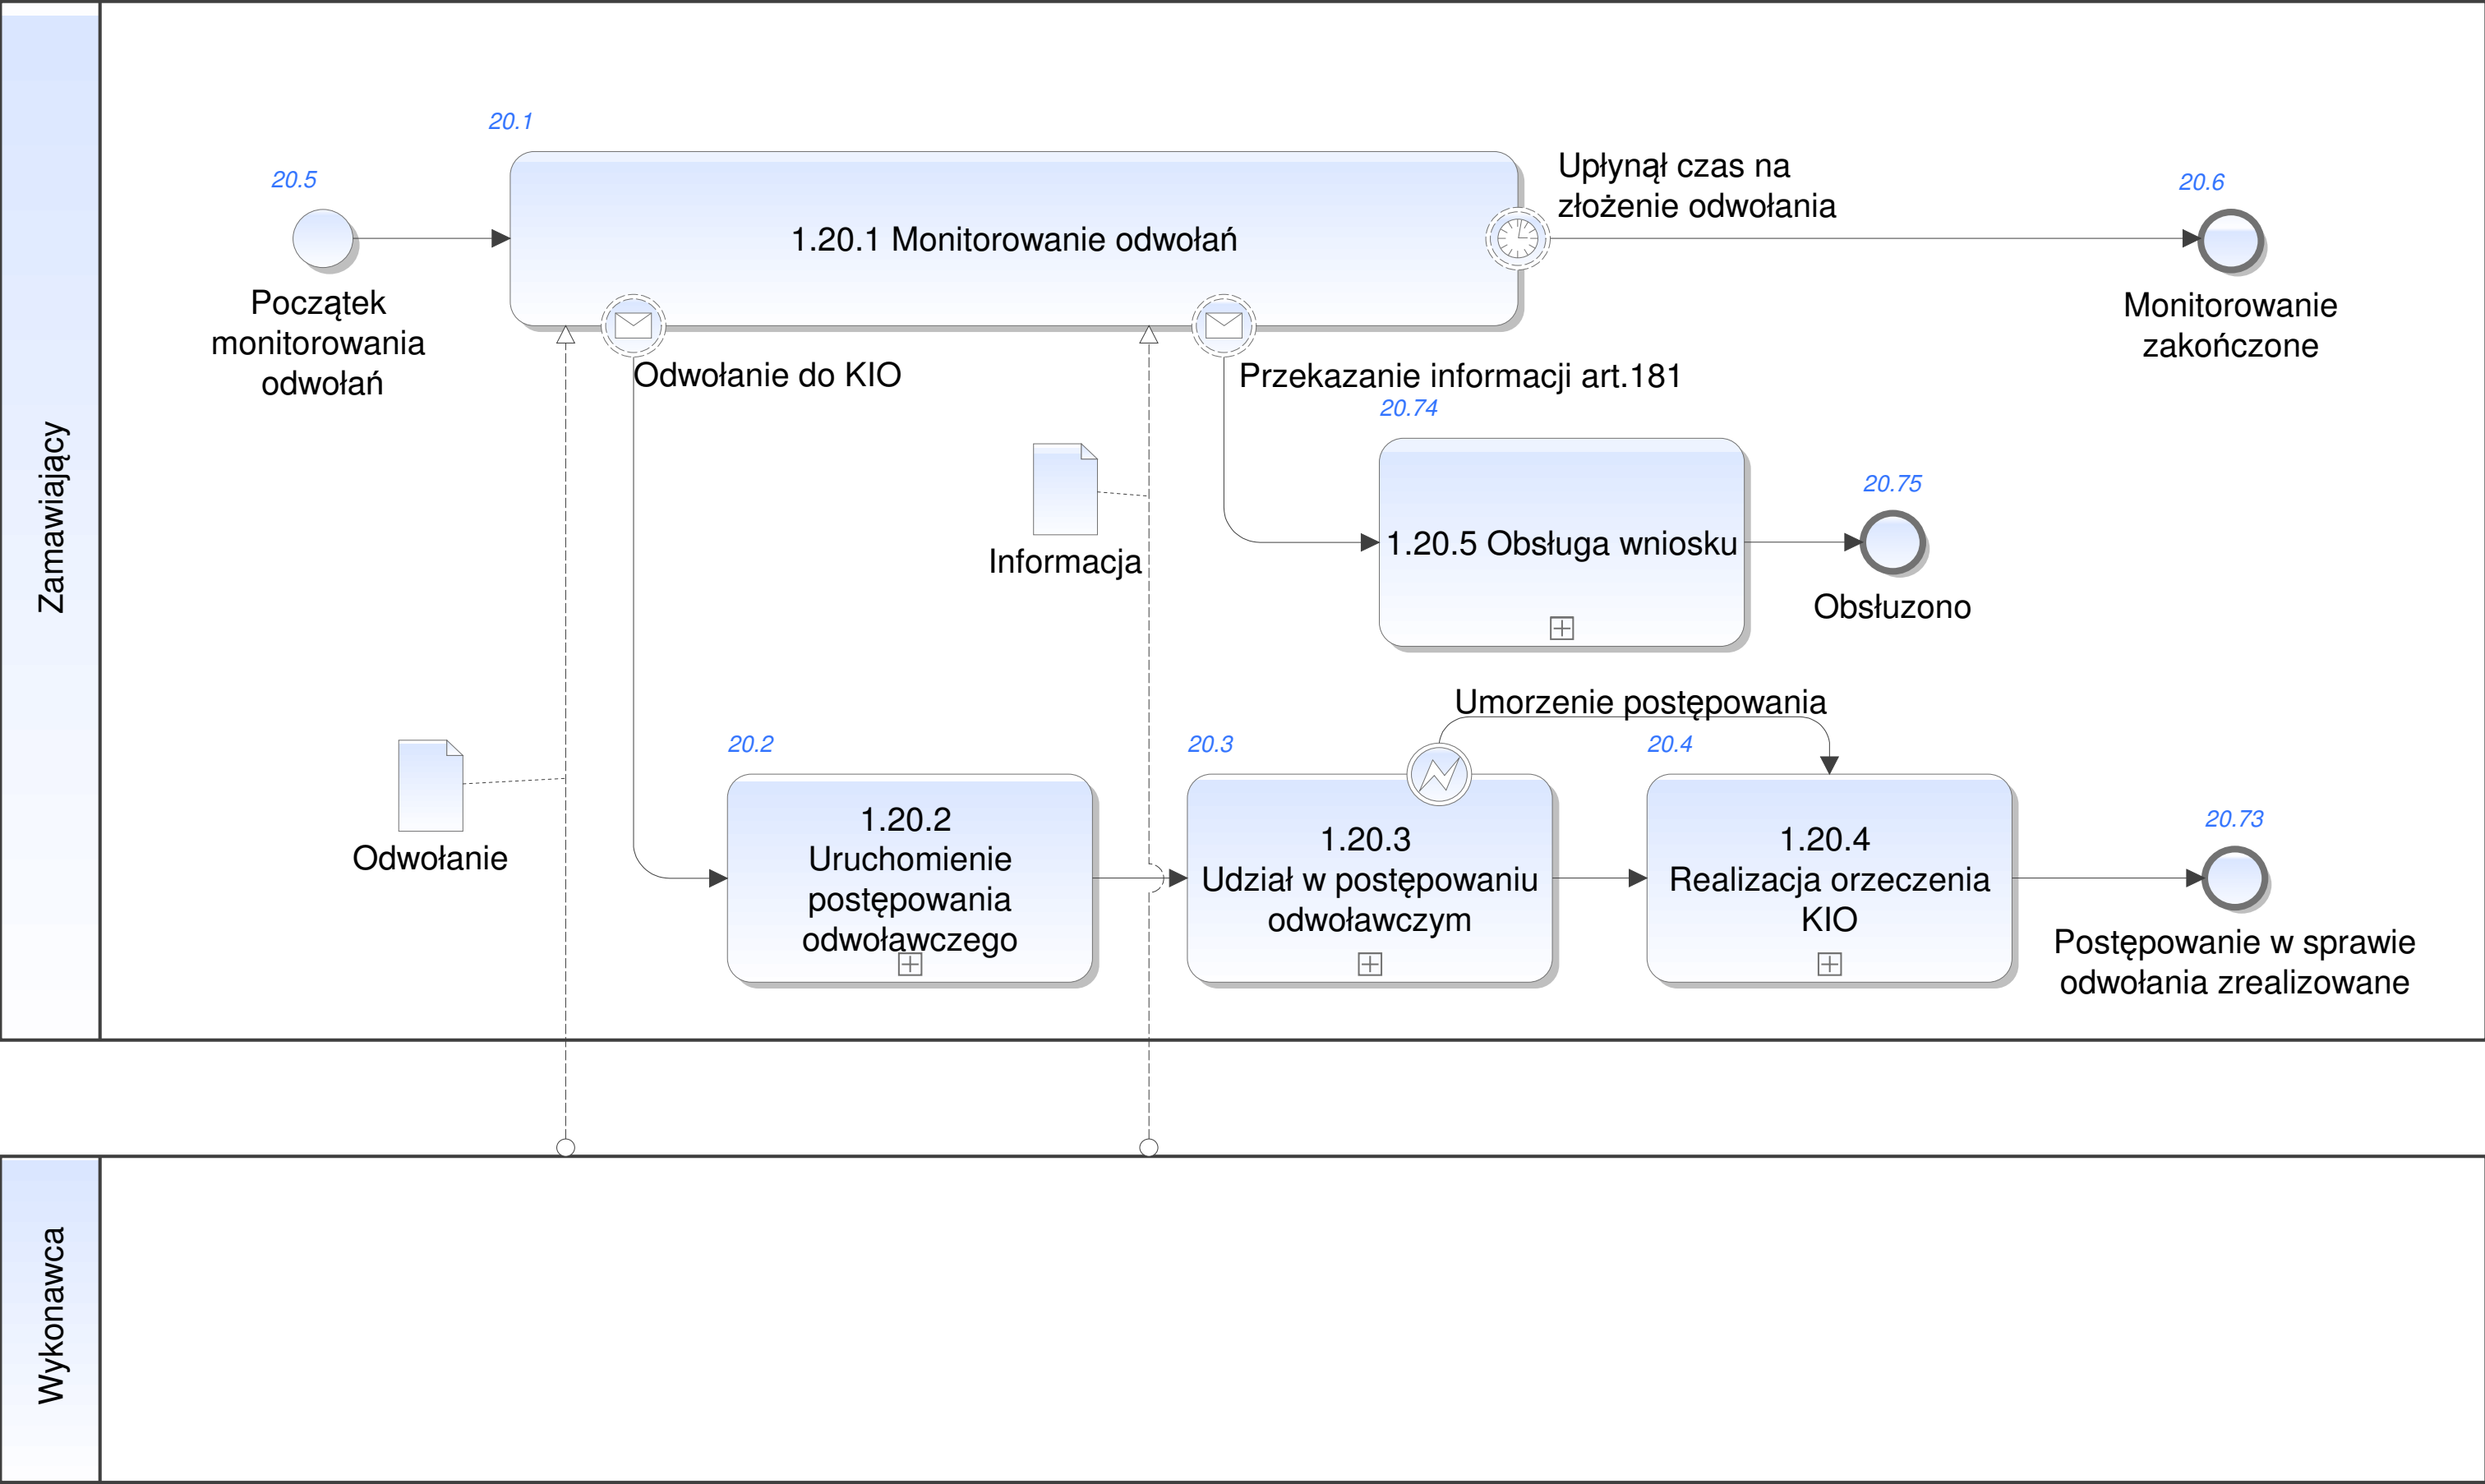 Zamawiający
20.1
20.5
1.20.1 Monitorowanie odwołań
Początek
monitorowania
odwołań
Upłynął czas na
złożenie odwołania
20.6
Monitorowanie
zakończone
Odwołanie do KIO
Przekazanie informacji art.181
20.74
Informacja
1.20.5 Obsługa wniosku
20.75
Obsłuzono
Umorzenie postępowania
Odwołanie
20.2
1.20.2
Uruchomienie
postępowania
odwoławczego
20.3
1.20.3
Udział w postępowaniu
odwoławczym
20.4
1.20.4
Realizacja orzeczenia
KIO
20.73
Postępowanie w sprawie
odwołania zrealizowane
Wykonawca